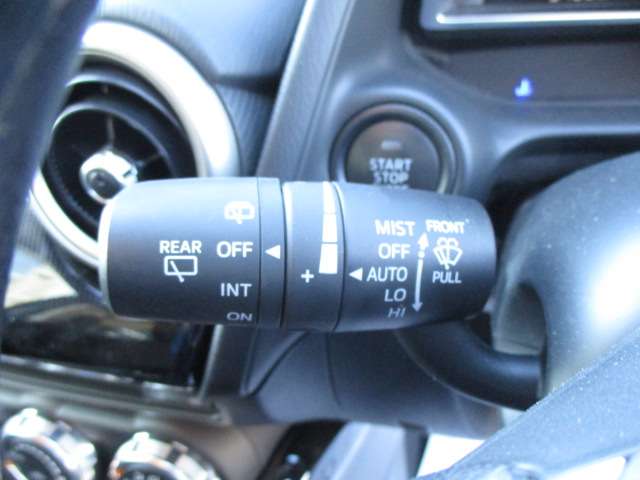 START
STOP
REAR
OFF
INT
ON
+
MIST
OFF
AUTO
LO
HI
FRONT
PULL